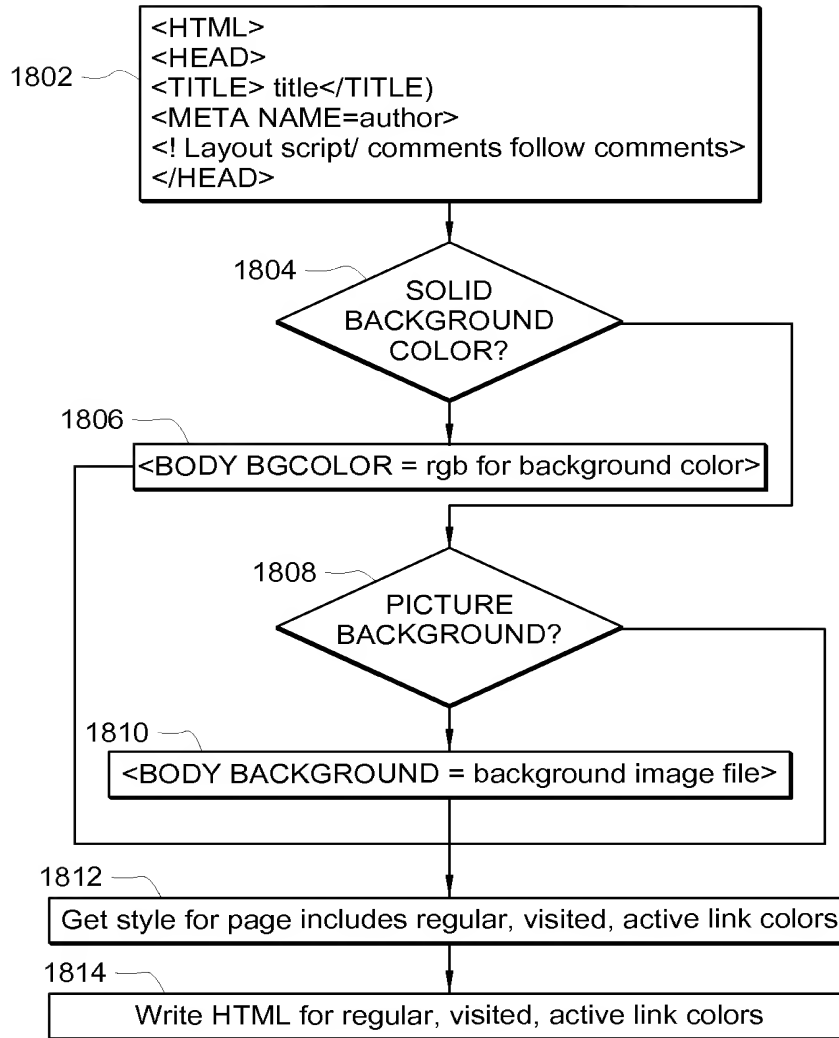 1802
<HTML>
<HEAD>
<TITLE> title</TITLE)
<META NAME=author>
<! Layout script/ comments follow comments>
</HEAD>
1804
SOLID
BACKGROUND
COLOR?
1806
<BODY BGCOLOR = rgb for background color>
1808
PICTURE
BACKGROUND?
1810
<BODY BACKGROUND = background image file>
1812
Get style for page includes regular, visited, active link colors
1814
Write HTML for regular, visited, active link colors